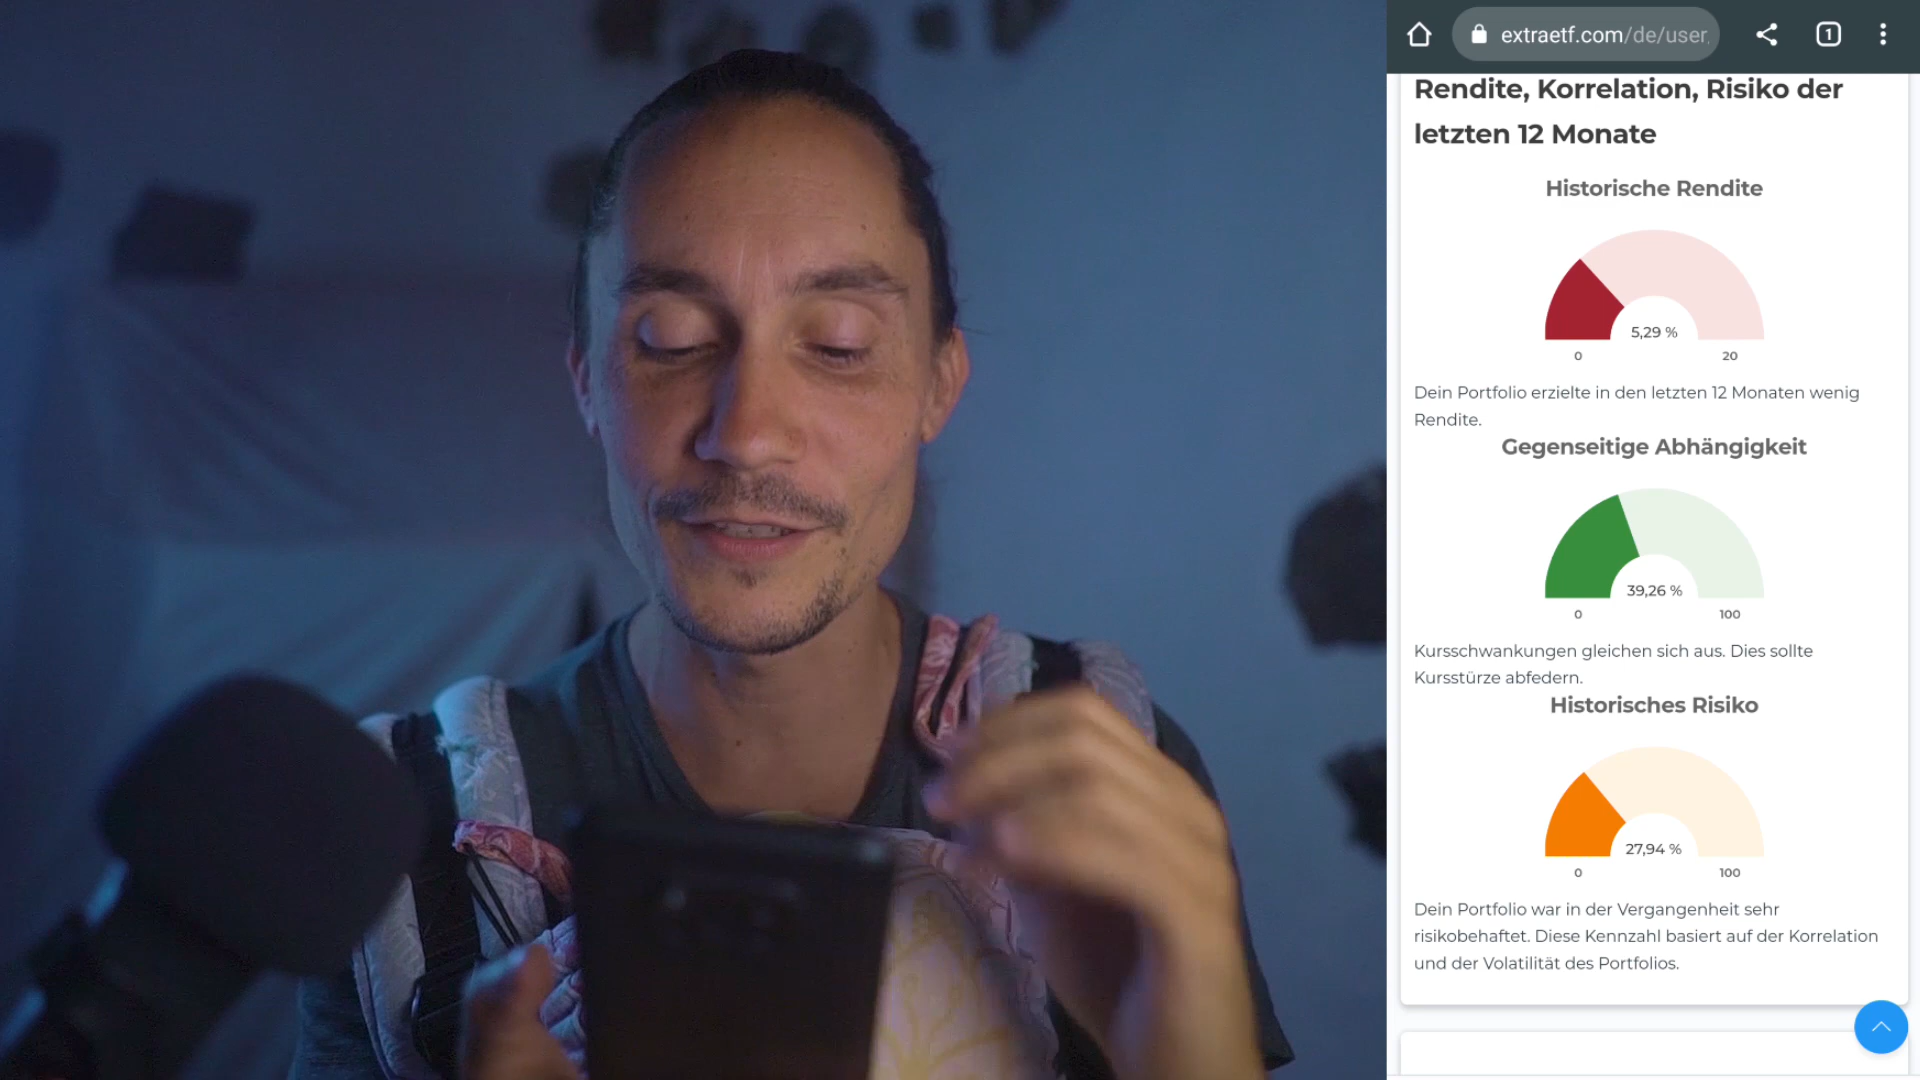 extraetf.com/de/user
1
Rendite, Korrelation, Risiko der
letzten 12 Monate
Historische Rendite
5,29 %
0
20
Dein Portfolio erzielte in den letzten 12 Monaten wenig
Rendite.
Gegenseitige Abhängigkeit
39,26 %
0
100
Kursschwankungen gleichen sich aus. Dies sollte
Kursstürze abfedern.
Historisches Risiko
27,94 %
0
100
Dein Portfolio war in der Vergangenheit sehr
risikobehaftet. Diese Kennzahl basiert auf der Korrelation
und der Volatilität des Portfolios.